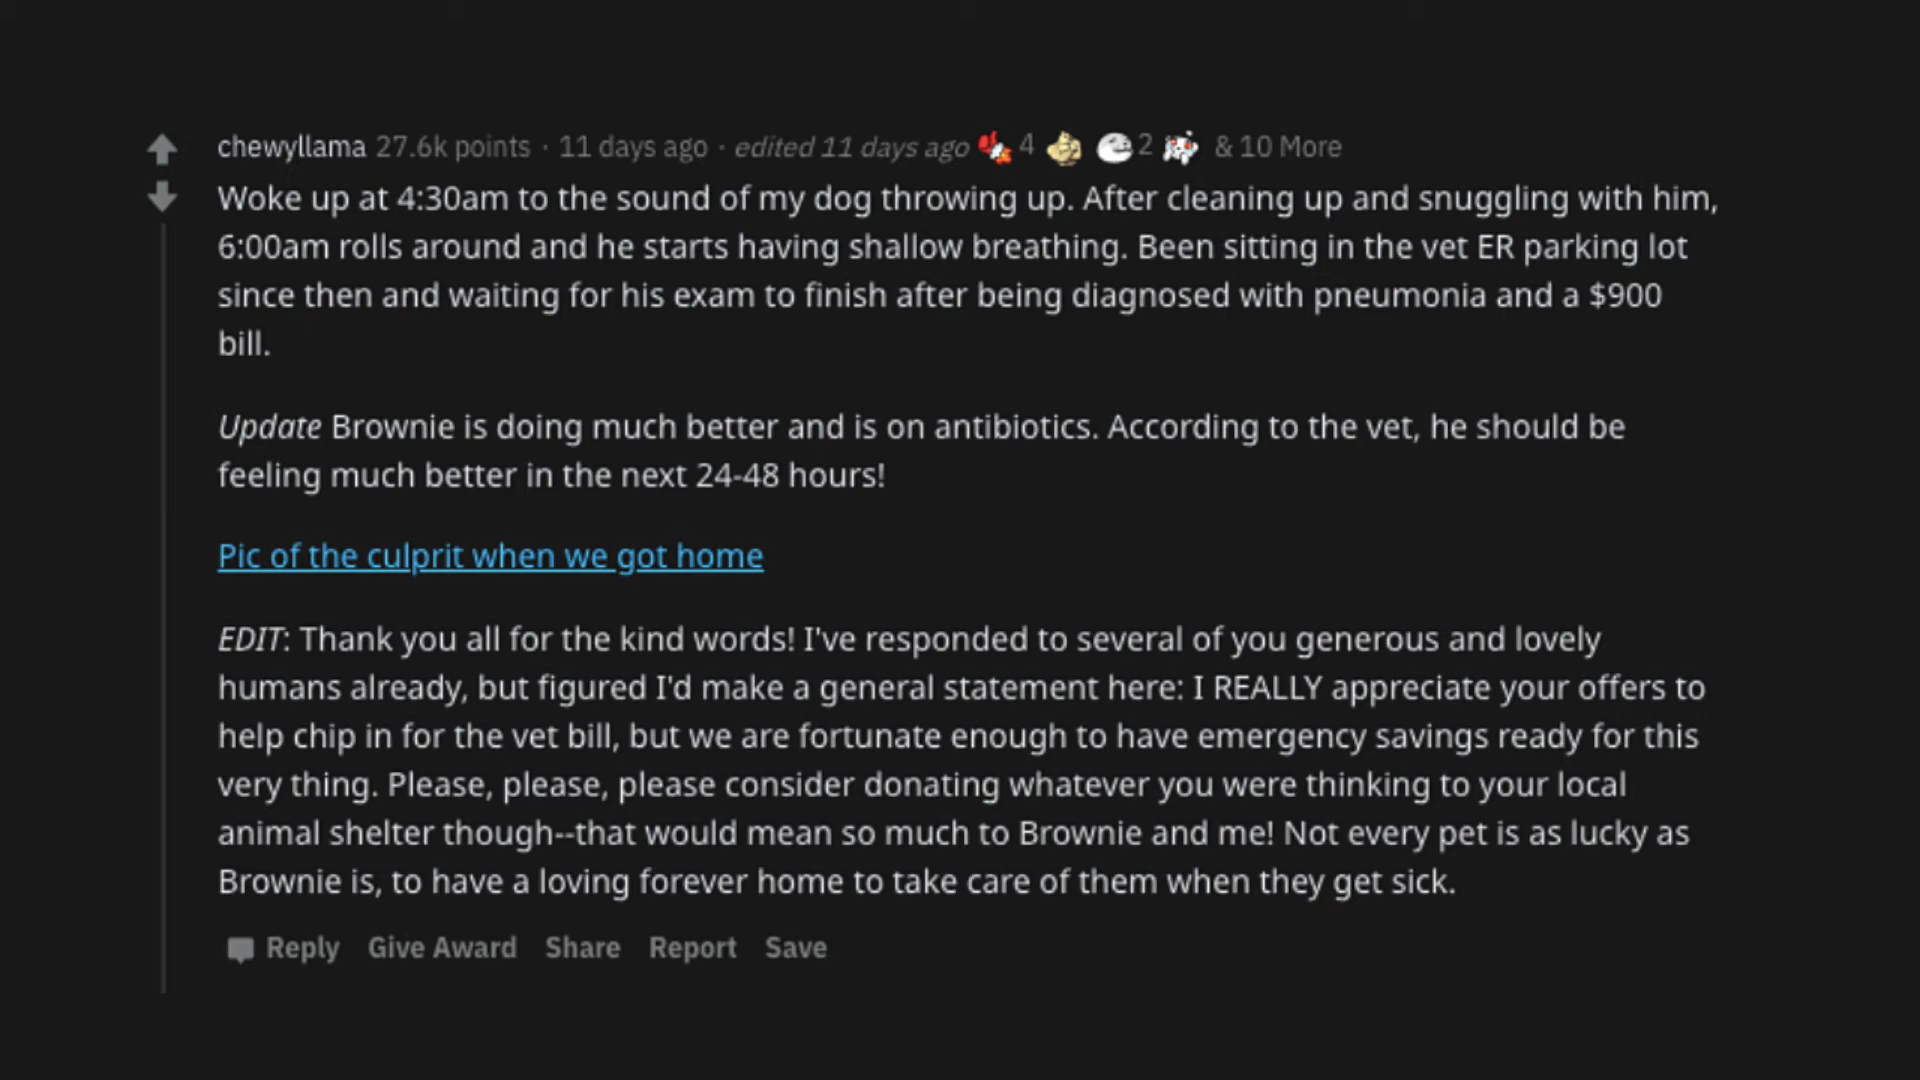 chewyllama 27.6k points · 11 days ago · edited 11 days ago 4 2 & 10 More
Woke up at 4:30am to the sound of my dog throwing up. After cleaning up and snuggling with him,
6:00am rolls around and he starts having shallow breathing. Been sitting in the vet ER parking lot
since then and waiting for his exam to finish after being diagnosed with pneumonia and a $900
bill.
Update Brownie is doing much better and is on antibiotics. According to the vet, he should be
feeling much better in the next 24-48 hours!
Pic of the culprit when we got home
EDIT: Thank you all for the kind words! I've responded to several of you generous and lovely
humans already, but figured I'd make a general statement here: I REALLY appreciate your offers to
help chip in for the vet bill, but we are fortunate enough to have emergency savings ready for this
very thing. Please, please, please consider donating whatever you were thinking to your local
animal shelter though--that would mean so much to Brownie and me! Not every pet is as lucky as
Brownie is, to have a loving forever home to take care of them when they get sick.
Reply Give Award Share Report Save